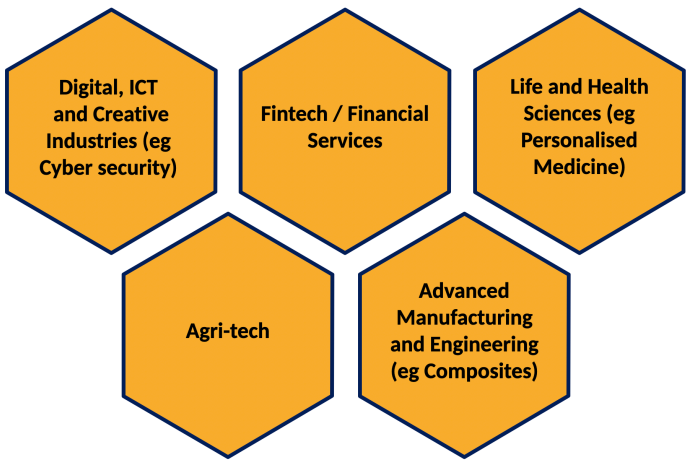 Digital, ICT
and Creative
Industries (eg
Cyber security)
Fintech / Financial
Services
Life and Health
Sciences (eg
Personalised
Medicine)
Agri-tech
Advanced
Manufacturing
and Engineering
(eg Composites)